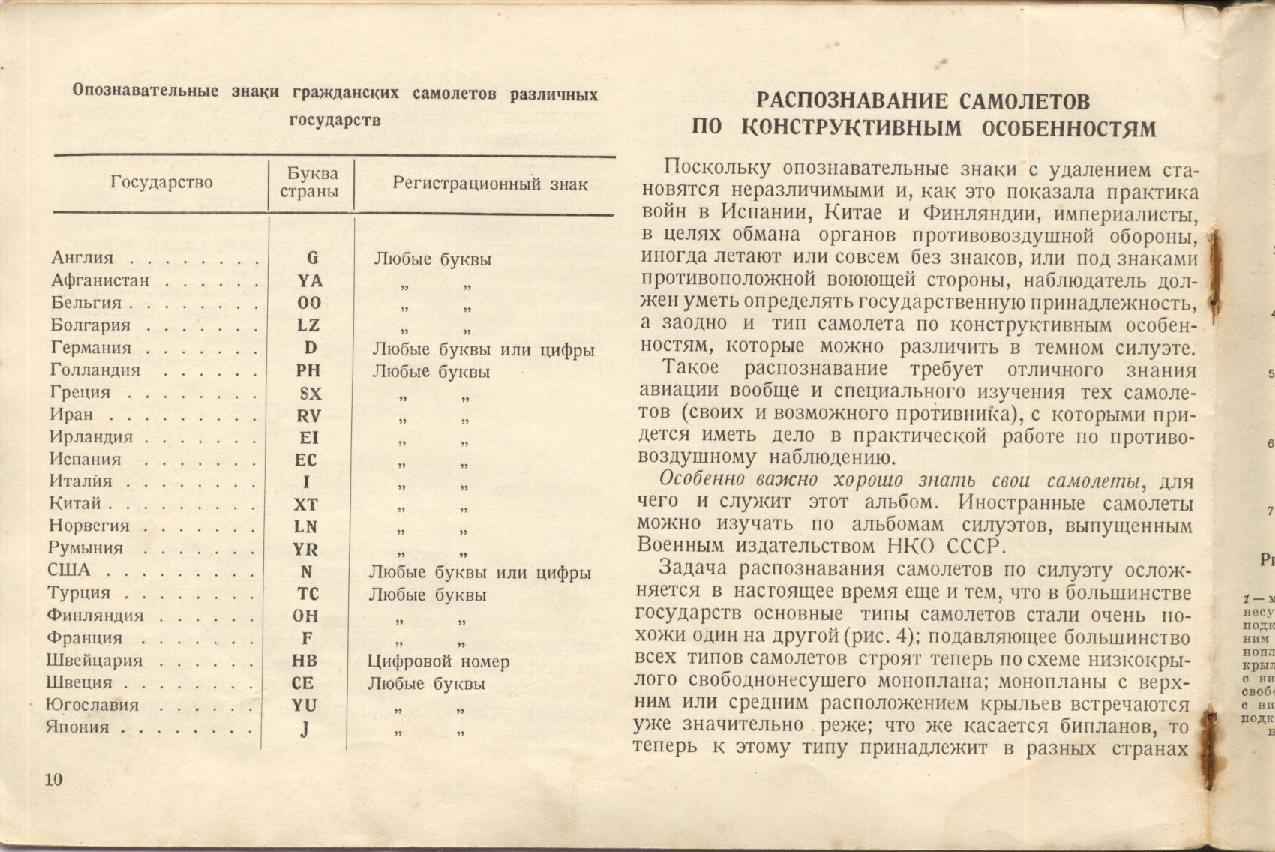 Опознавательные знаки гражданских самолетов различных
государств
Государство Буква страны Регистрационный знак
Англия . . . . . . . . G Любые буквы
Афганистан . . . . . . YA „ „
Бельгия . . . . . . . . OO „ „
Болгария . . . . . . . LZ „ „
Германия . . . . . . . D Любые буквы или цифры
Голландия . . . . . . PH Любые буквы
Греция . . . . . . . . SX „ „
Иран . . . . . . . . . RV „ „
Ирландия . . . . . . . EI „ „
Испания . . . . . . . EC „ „
Италия . . . . . . . . I „ „
Китай . . . . . . . . . XT „ „
Норвегия . . . . . . . LN „ „
Румыния . . . . . . . YR „ „
США . . . . . . . . . N Любые буквы или цифры
Турция . . . . . . . . TC Любые буквы
Финляндия . . . . . . OH „ „
Франция . . . . . . . F „ „
Швейцария . . . . . . HB Цифровой номер
Швеция . . . . . . . . CE Любые буквы
Югославия . . . . . . YU „ „
Япония . . . . . . . . J „ „
10
РАСПОЗНАВАНИЕ САМОЛЕТОВ
ПО КОНСТРУКТИВНЫМ ОСОБЕННОСТЯМ
Поскольку опознавательные знаки с удалением ста-
новятся неразличимыми и, как это показала практика
войн в Испании, Китае и Финляндии, империалисты,
в целях обмана органов противовоздушной обороны,
иногда летают или совсем без знаков, или под знаками
противоположной воюющей стороны, наблюдатель дол-
жен уметь определять государственную принадлежность,
а заодно и тип самолета по конструктивным особен-
ностям, которые можно различить в темном силуэте.
Такое распознавание требует отличного знания
авиации вообще и специального изучения тех самоле-
тов (своих и возможного противника), с которыми при-
дется иметь дело в практической работе по противо-
воздушному наблюдению.
Особенно важно хорошо знать свои самолеты, для
чего и служит этот альбом. Иностранные самолеты
можно изучать по альбомам силуэтов, выпущенным
Военным издательством НКО СССР.
Задача распознавания самолетов по силуэту ослож-
няется в настоящее время еще и тем, что в большинстве
государств основные типы самолетов стали очень по-
хожи один на другой (рис. 4); подавляющее большинство
всех типов самолетов строят теперь по схеме низкокры-
лого свободнонесушего моноплана; монопланы с верх-
ним или средним расположением крыльев встречаются
уже значительно реже; что же касается бипланов, то
теперь к этому типу принадлежит в разных странах